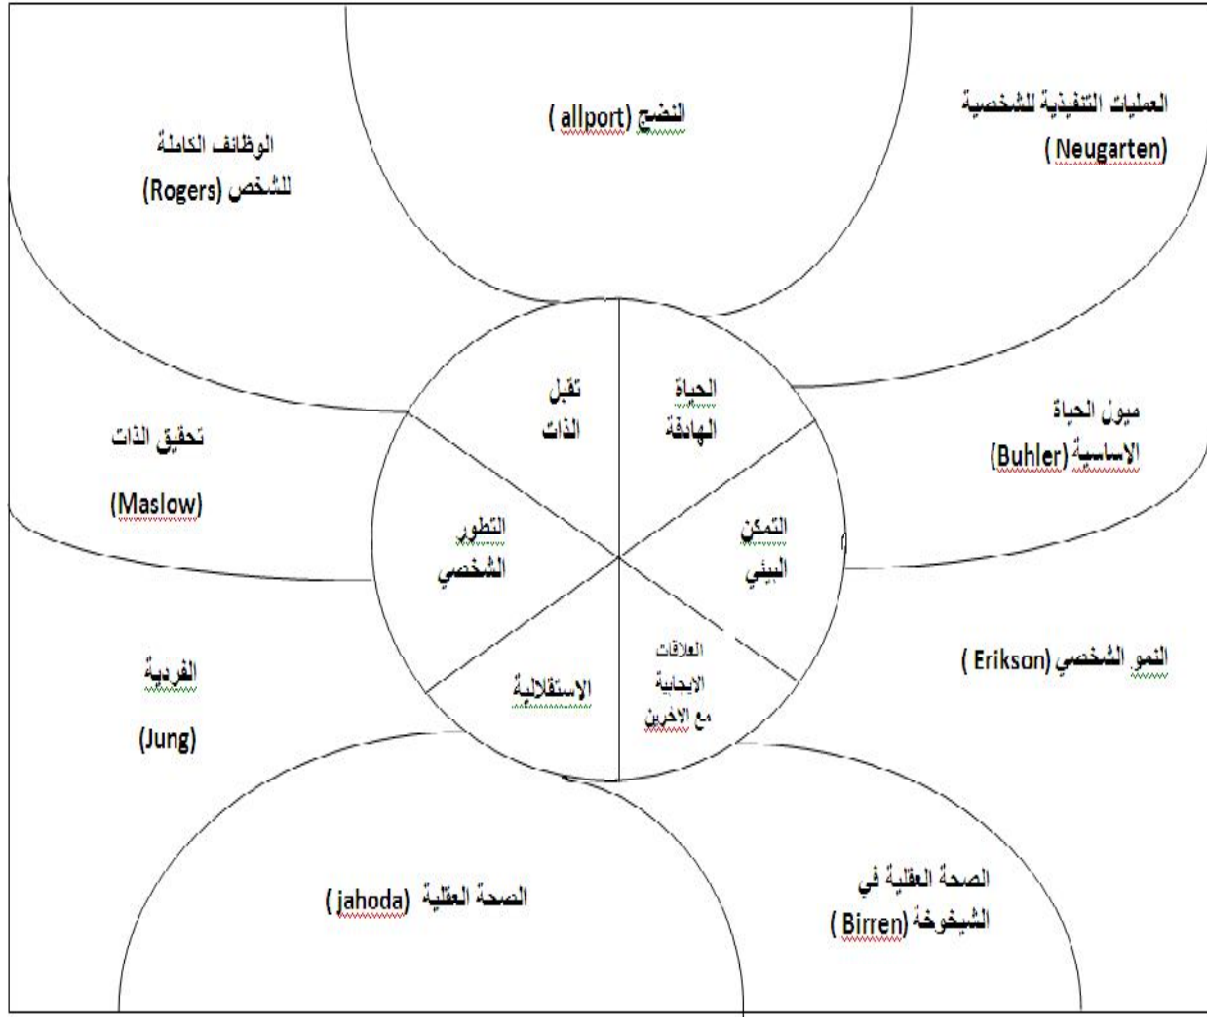 النضج (allport )
العمليات التنفيذية للشخصية
(Neugarten )
الوظائف الكاملة
للشخص (Rogers)
الحياة
الهادفة
تقبل
الذات
ميول الحياة
الاساسية (Buhler)
تحقيق الذات
(Maslow)
التمكن
البيئي
التطور
الشخصي
العلاقات
الايجابية
مع الاخرين
الاستقلالية
النمو الشخصي (Erikson )
الفردية
(Jung)
الصحة العقلية في
الشيخوخة (Birren )
الصحة العقلية (jahoda )